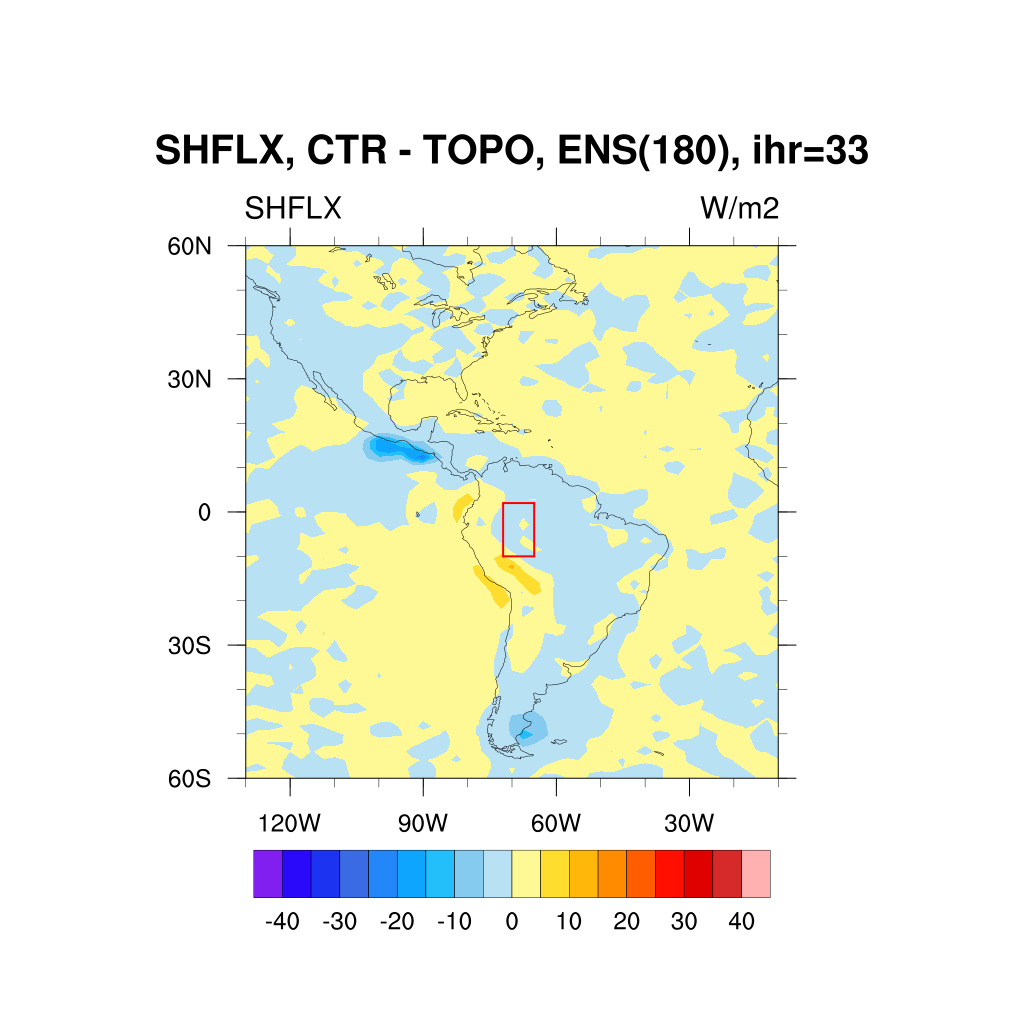 SHFLX, CTR - TOPO, ENS(180), ihr=33
SHFLX W/m2
60N
30N
0
30S
60S
120W 90W 60W 30W
-40 -30 -20 -10 0 10 20 30 40